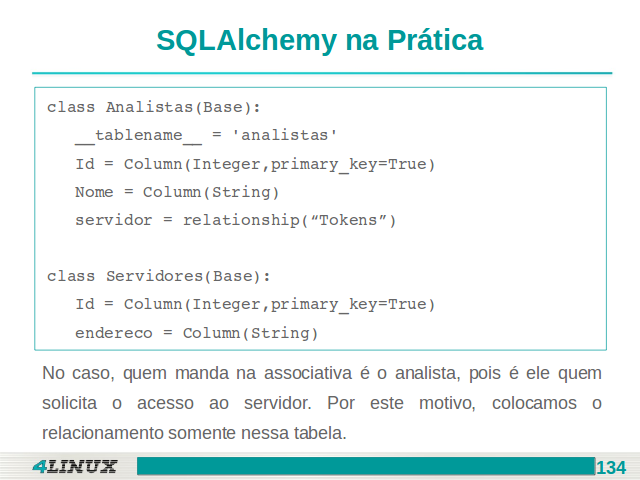 SQLAlchemy na Prática
class Analistas(Base):
__tablename__ = 'analistas'
Id = Column(Integer,primary_key=True)
Nome = Column(String)
servidor = relationship(“Tokens”)
class Servidores(Base):
Id = Column(Integer,primary_key=True)
endereco = Column(String)
No caso, quem manda na associativa é o analista, pois é ele quem
solicita o acesso ao servidor. Por este motivo, colocamos o
relacionamento somente nessa tabela.
4LINUX
134